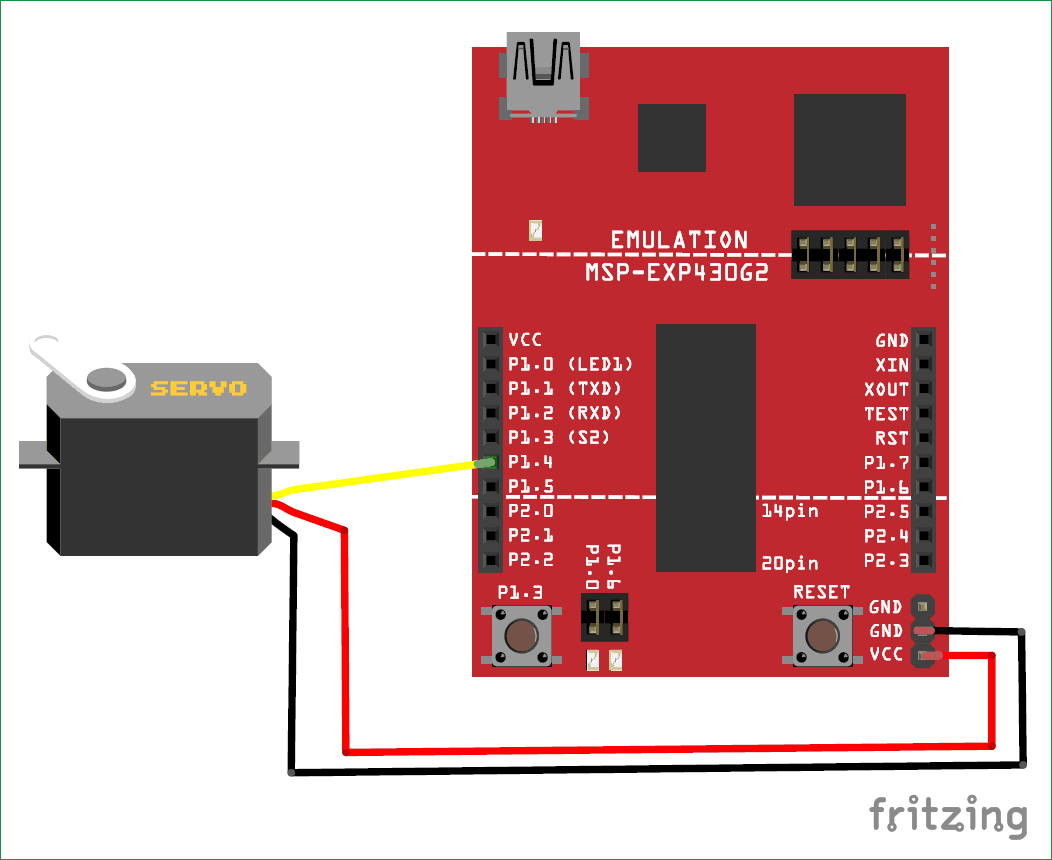 EMULATION
MSP-EXP430G2
SERVO
VCC
P1.0 (LED1)
P1.1 (TXD)
P1.2 (RXD)
P1.3 (S2)
P1.4
P1.5
P2.0
P2.1
P2.2
GND
XIN
XOUT
TEST
RST
P1.7
P1.6
P2.5
P2.4
P2.3
14pin
20pin
P1.0
P1.6
P1.3
RESET
GND
GND
VCC
fritzing